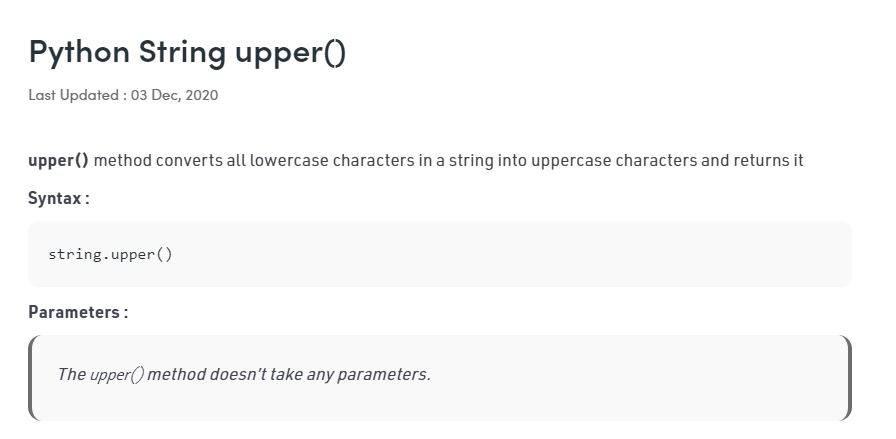 Python String upper()
Last Updated : 03 Dec, 2020
upper() method converts all lowercase characters in a string into uppercase characters and returns it
Syntax :
string.upper()
Parameters :
The upper() method doesn't take any parameters.